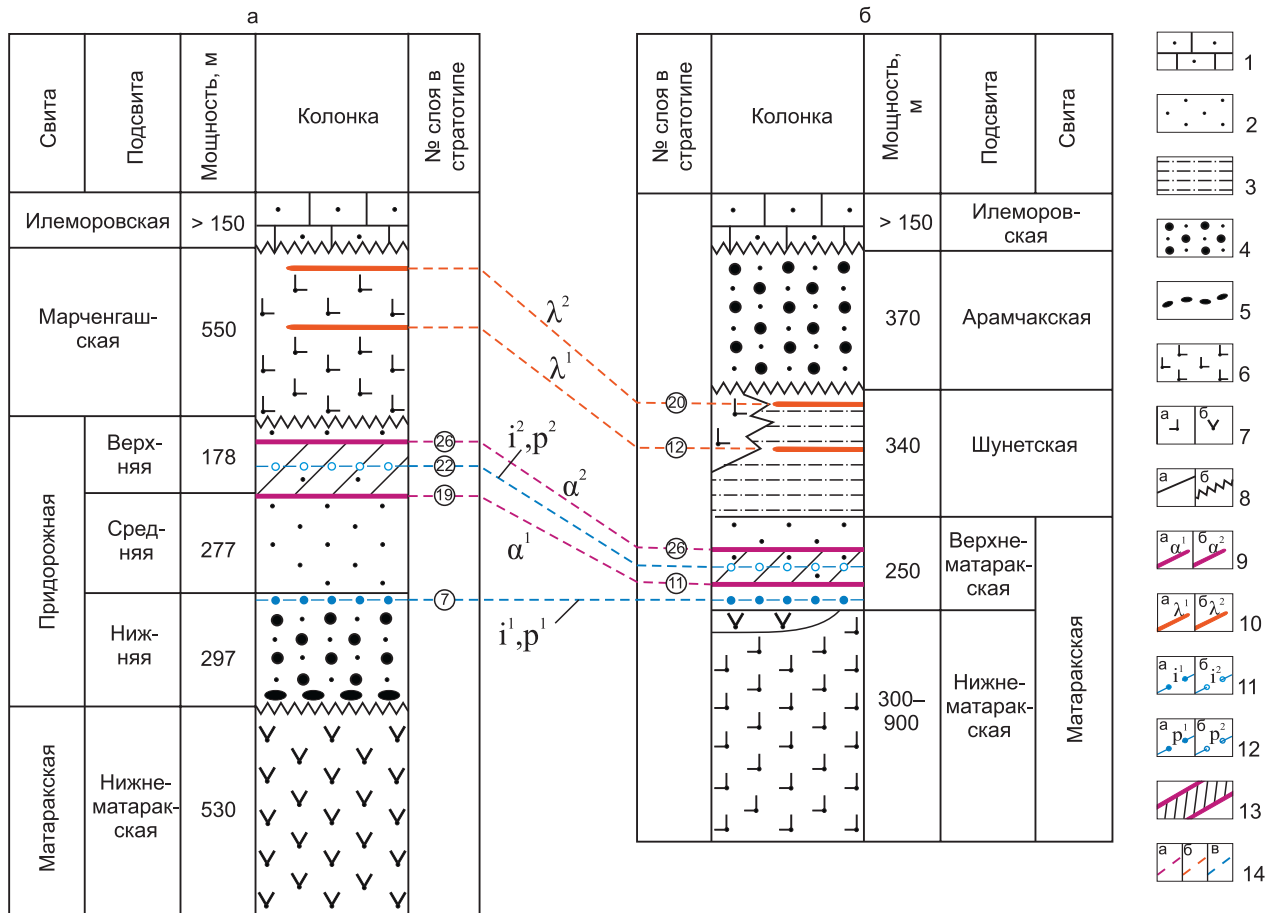 а
Свита
Подсвита
Мощность, м
Колонка
№ слоя в
стратотипе
Илеморовская
> 150
Марченгаш-
ская
550
Придорожная
Верх-
няя
178
Сред-
няя
277
Ниж-
няя
297
Матаракская
Нижне-
матарак-
ская
530
26
22
19
7
λ²
λ¹
i²,p²
α²
α¹
i¹,p¹
б
№ слоя в
стратотипе
Колонка
Мощность,
м
Подсвита
Свита
> 150
Илеморов-
ская
370
Арамчакская
20
12
340
Шунетская
26
11
250
Верхне-
матарак-
ская
300–
900
Нижне-
матарак-
ская
Матаракская
1
2
3
4
5
6
а б 7
а б 8
а α¹ б α² 9
а λ¹ б λ² 10
а i¹ б i² 11
а p¹ б p² 12
13
а б в 14